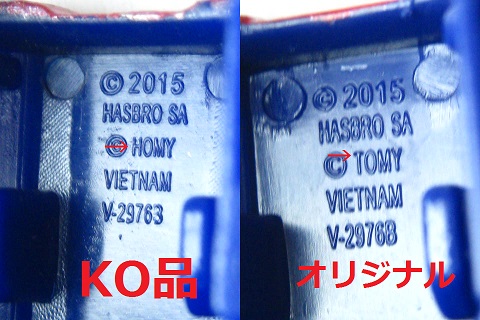 © 2015
HASBRO SA
© HOMY
VIETNAM
V-29763
KO品
© 2015
HASBRO SA
© TOMY
VIETNAM
V-2976B
オリジナル